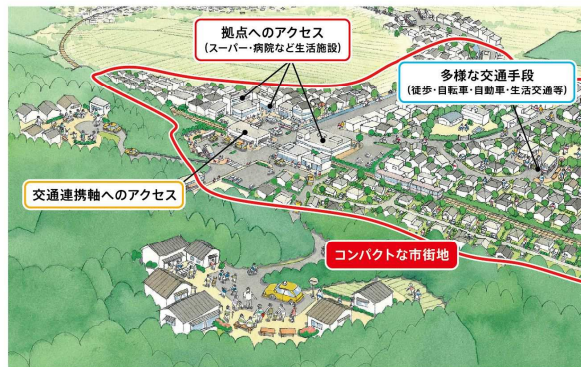 拠点へのアクセス
(スーパー・病院など生活施設)
多様な交通手段
(徒歩・自転車・自動車・生活交通等)
交通連携軸へのアクセス
コンパクトな市街地